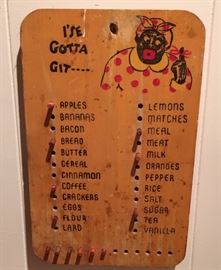 I'SE
GOTTA
GIT----
APPLES
BANANAS
BACON
BREAD
BUTTER
CEREAL
CINNAMON
COFFEE
CRACKERS
EGGS
FLOUR
LARD
LEMONS
MATCHES
MEAL
MEAT
MILK
ORANGES
PEPPER
RICE
SALT
SUGAR
TEA
VANILLA